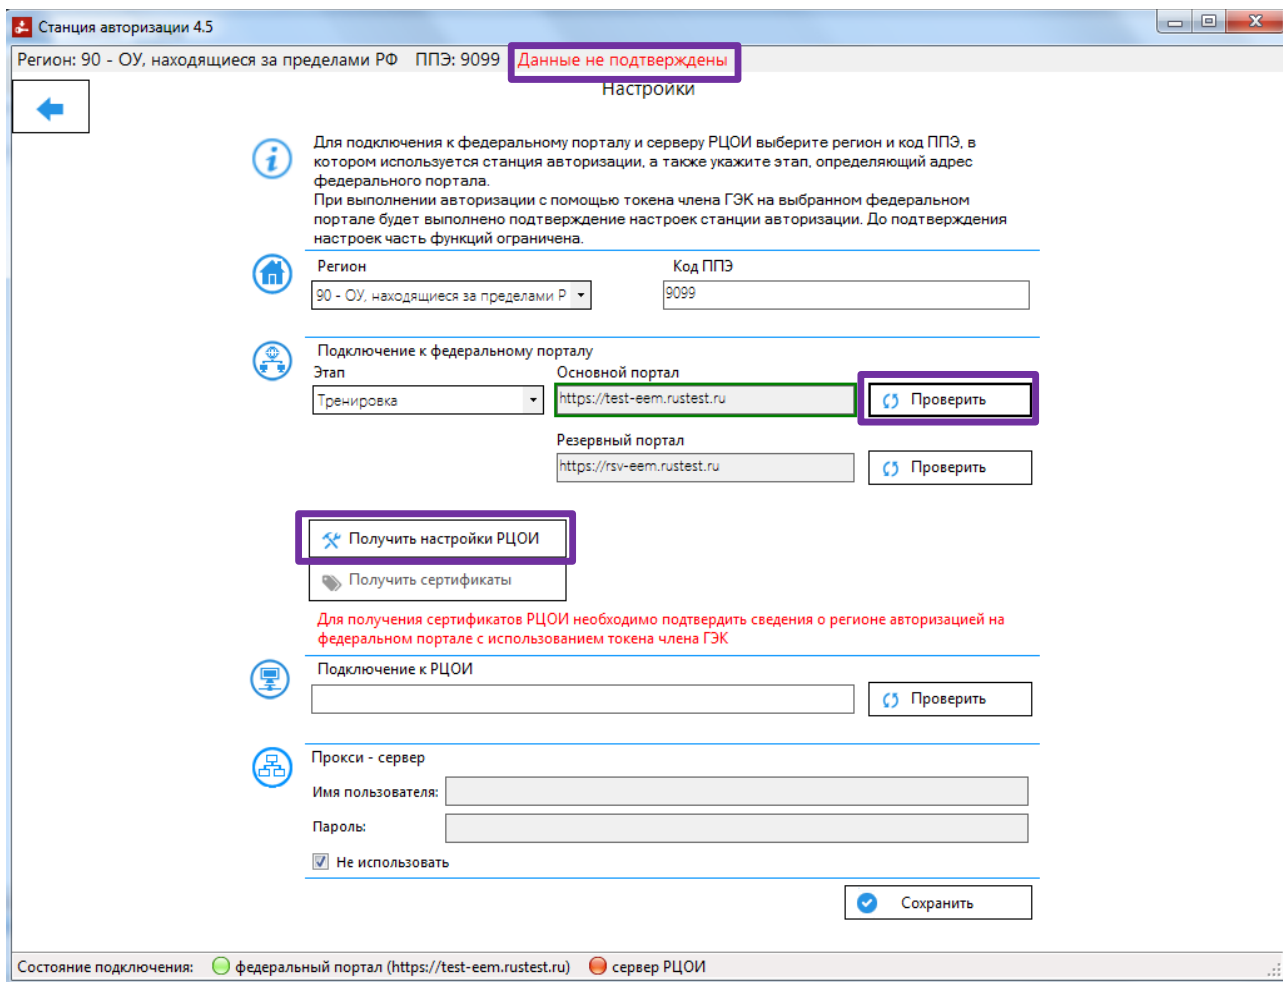 Станция авторизации 4.5
Регион: 90 - ОУ, находящиеся за пределами РФ ППЭ: 9099 Данные не подтверждены
Настройки
Для подключения к федеральному порталу и серверу РЦОИ выберите регион и код ППЭ, в
котором используется станция авторизации, а также укажите этап, определяющий адрес
федерального портала.
При выполнении авторизации с помощью токена члена ГЭК на выбранном федеральном
портале будет выполнено подтверждение настроек станции авторизации. До подтверждения
настроек часть функций ограничена.
Регион Код ППЭ
90 - ОУ, находящиеся за пределами Р 9099
Подключение к федеральному порталу
Этап Основной портал
Тренировка https://test-eem.rustest.ru Проверить
Резервный портал
https://rsv-eem.rustest.ru Проверить
Получить настройки РЦОИ
Получить сертификаты
Для получения сертификатов РЦОИ необходимо подтвердить сведения о регионе авторизацией на
федеральном портале с использованием токена члена ГЭК
Подключение к РЦОИ
Проверить
Прокси - сервер
Имя пользователя:
Пароль:
Не использовать
Сохранить
Состояние подключения: федеральный портал (https://test-eem.rustest.ru) сервер РЦОИ